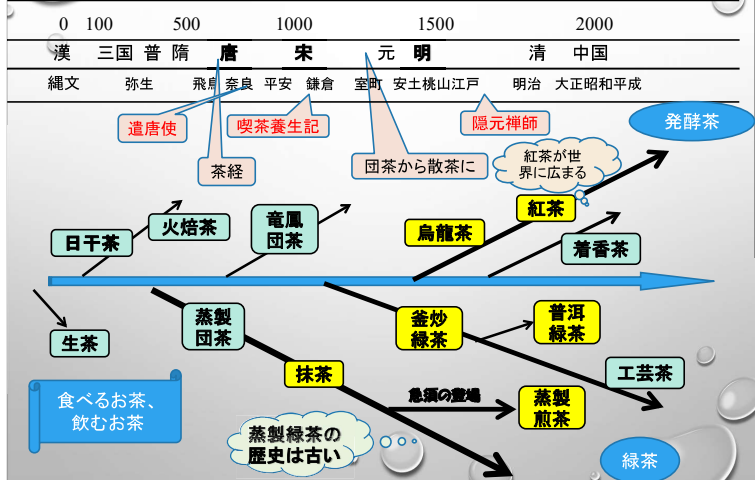 0 100 500 1000 1500 2000
漢 三国 普 隋 唐 宋 元 明 清 中国
縄文 弥生 飛鳥 奈良 平安 鎌倉 室町 安土桃山江戸 明治 大正昭和平成
遣唐使
喫茶養生記
隠元禅師
発酵茶
茶経
団茶から散茶に
紅茶が世
界に広まる
日干茶
火焙茶
竜鳳
団茶
烏龍茶
紅茶
着香茶
生茶
蒸製
団茶
釜炒
緑茶
普洱
緑茶
抹茶
工芸茶
食べるお茶、
飲むお茶
急須の登場
蒸製
煎茶
蒸製緑茶の
歴史は古い
緑茶